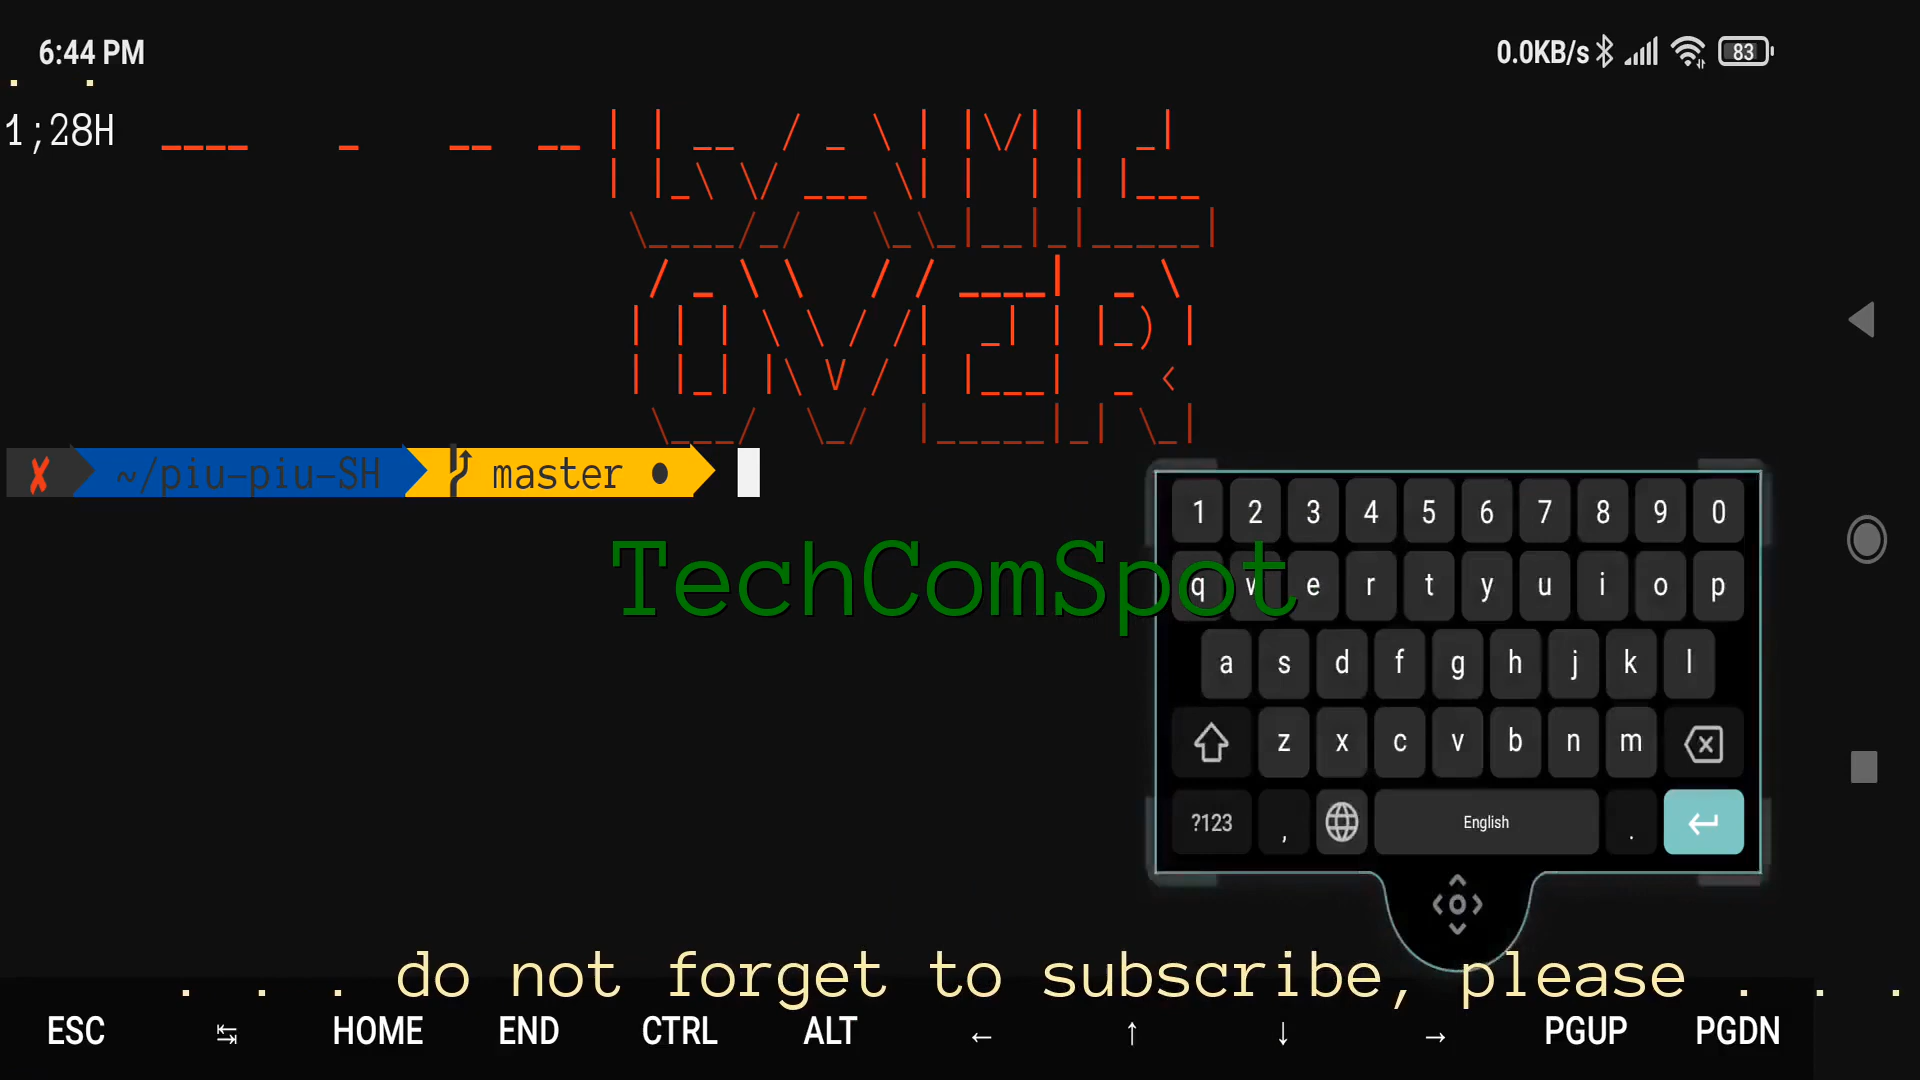 6:44 PM
0.0KB/s
83
1;28H
GAME
OVER
✗ ~/piu-piu-SH master ●
TechComSpot
1 2 3 4 5 6 7 8 9 0
q w e r t y u i o p
a s d f g h j k l
z x c v b n m
?123 , English .
. . . do not forget to subscribe, please . . .
ESC ↹ HOME END CTRL ALT ← ↑ ↓ → PGUP PGDN